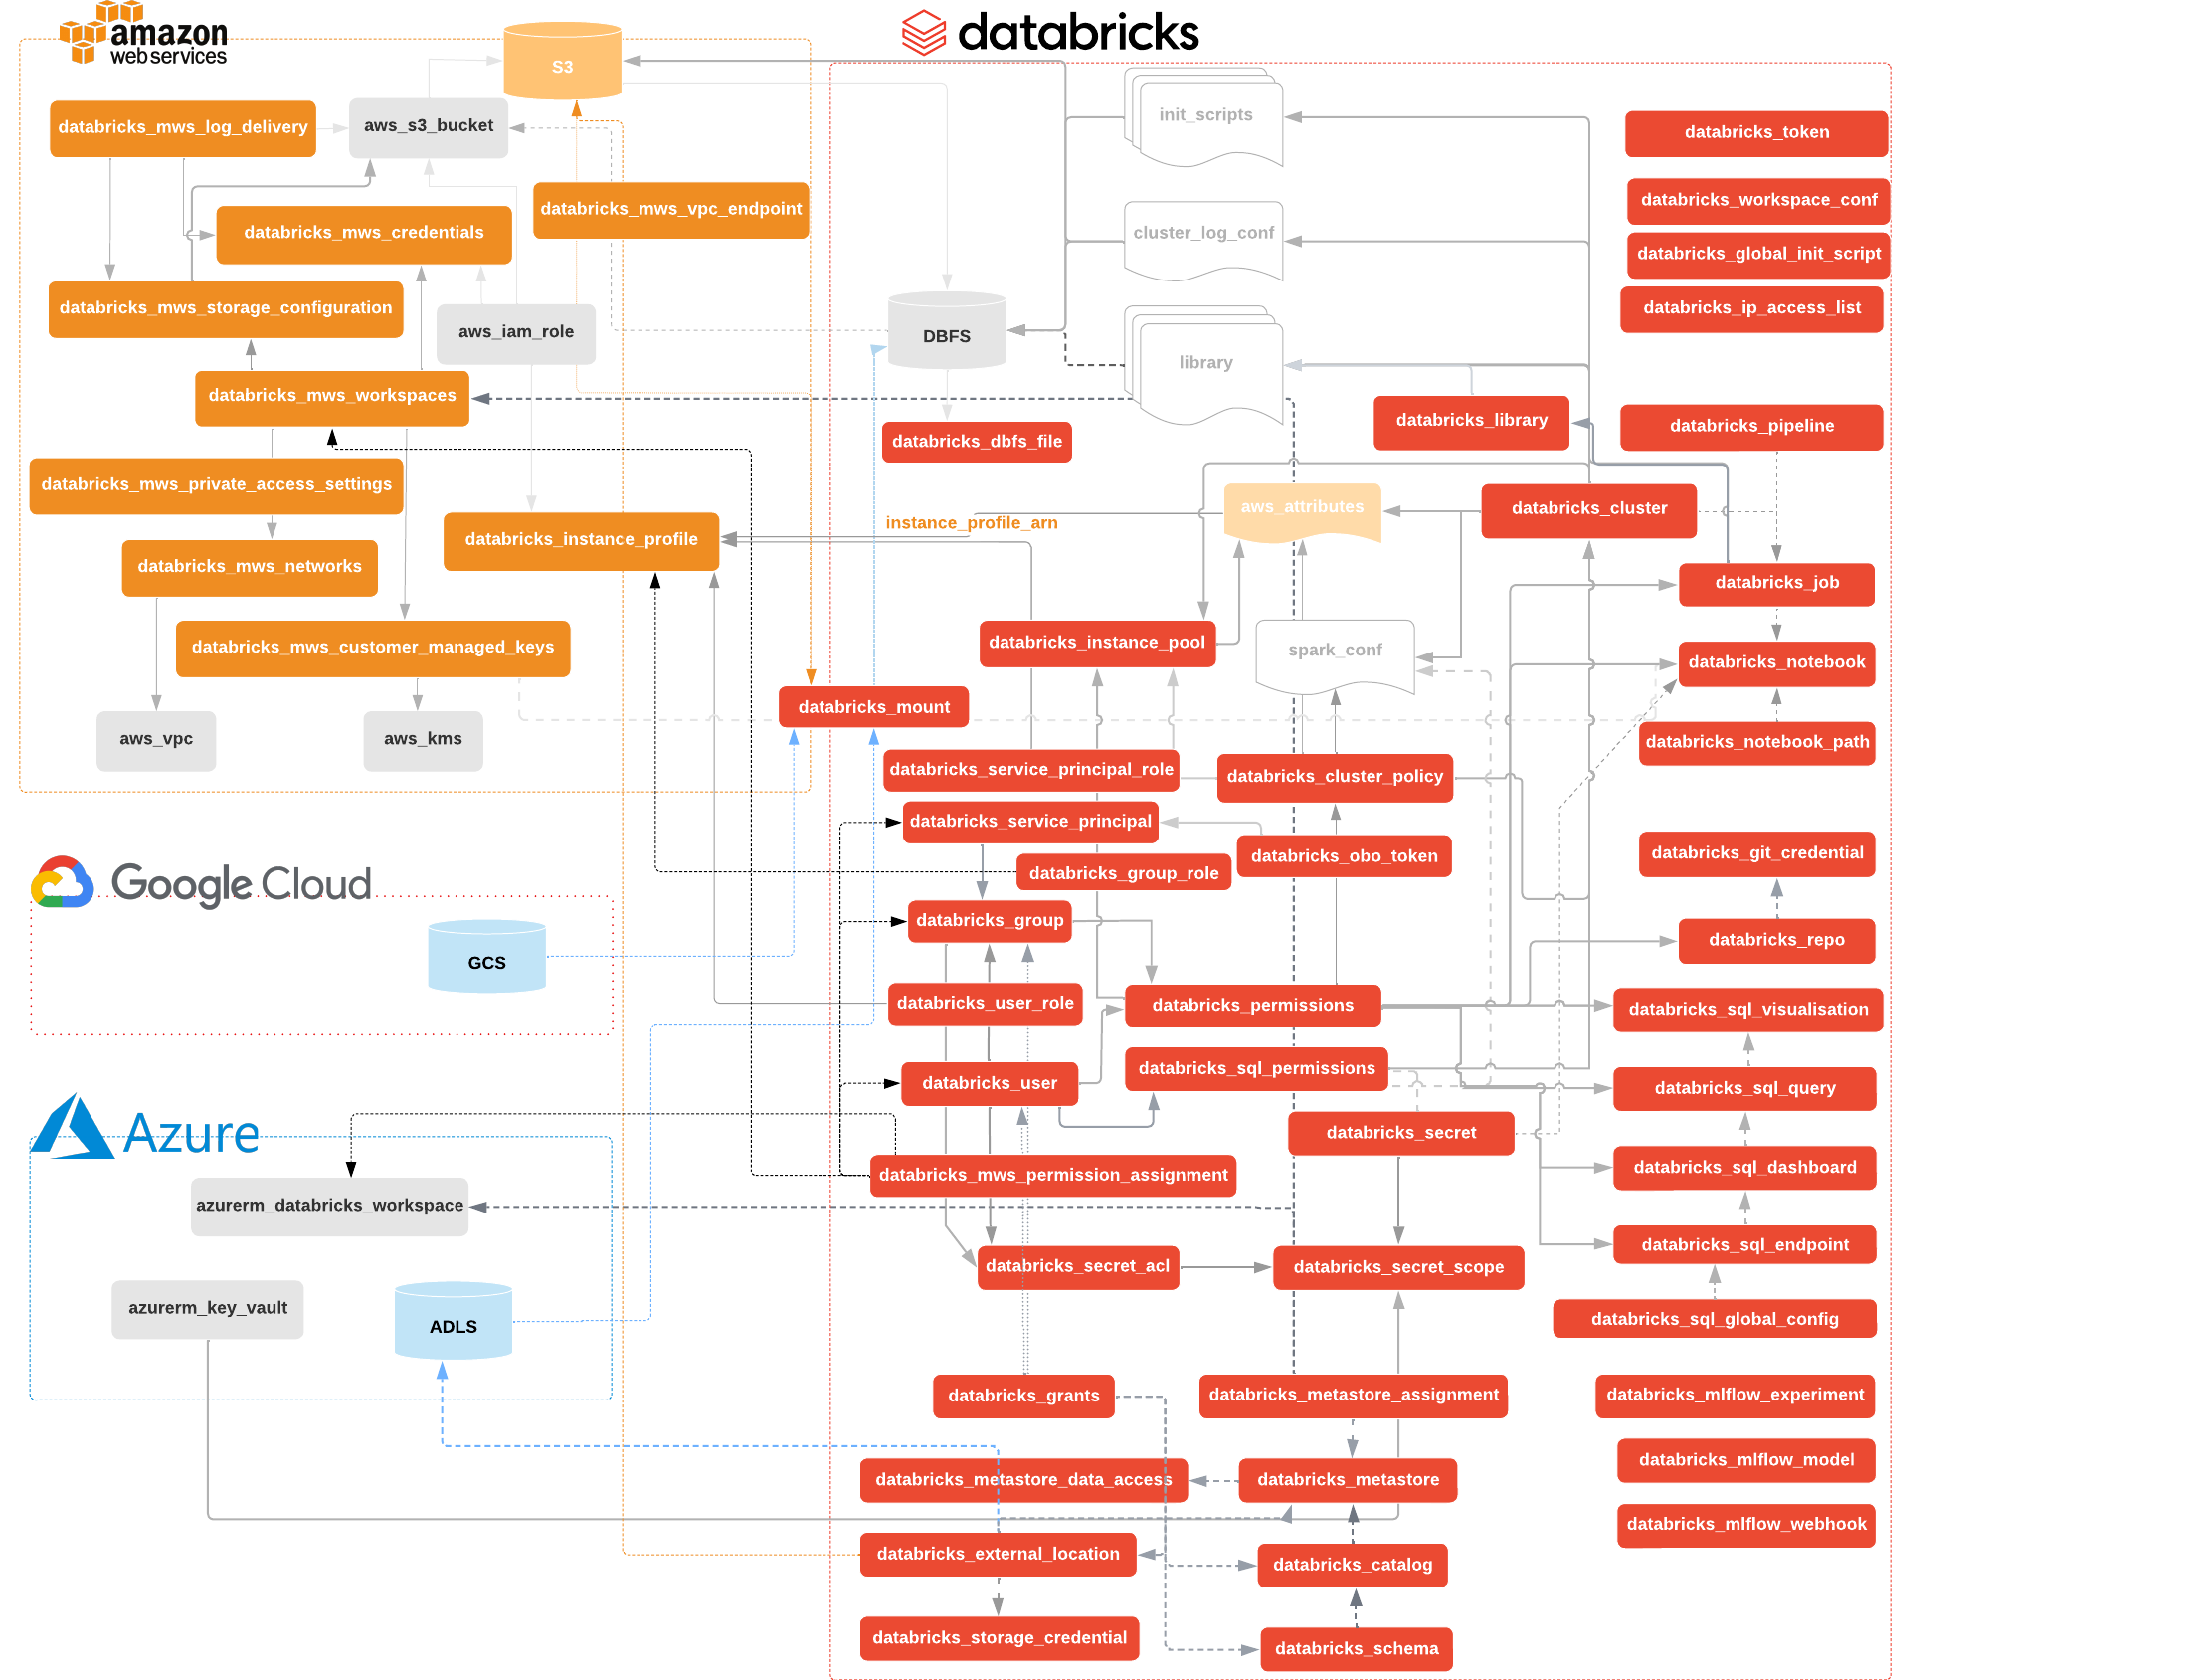 amazon
web services
S3
databricks
databricks_mws_log_delivery
aws_s3_bucket
init_scripts
databricks_token
databricks_mws_vpc_endpoint
databricks_workspace_conf
databricks_mws_credentials
cluster_log_conf
databricks_global_init_script
databricks_mws_storage_configuration
aws_iam_role
DBFS
databricks_ip_access_list
library
databricks_mws_workspaces
databricks_dbfs_file
databricks_library
databricks_pipeline
databricks_mws_private_access_settings
aws_attributes
databricks_cluster
instance_profile_arn
databricks_instance_profile
databricks_mws_networks
databricks_job
databricks_mws_customer_managed_keys
databricks_instance_pool
spark_conf
databricks_notebook
databricks_mount
aws_vpc
aws_kms
databricks_notebook_path
databricks_service_principal_role
databricks_cluster_policy
databricks_service_principal
databricks_obo_token
databricks_git_credential
databricks_group_role
Google Cloud
databricks_group
databricks_repo
GCS
databricks_user_role
databricks_permissions
databricks_sql_visualisation
databricks_sql_permissions
databricks_user
databricks_sql_query
Azure
databricks_secret
databricks_mws_permission_assignment
databricks_sql_dashboard
azurerm_databricks_workspace
databricks_sql_endpoint
databricks_secret_acl
databricks_secret_scope
azurerm_key_vault
ADLS
databricks_sql_global_config
databricks_grants
databricks_metastore_assignment
databricks_mlflow_experiment
databricks_metastore_data_access
databricks_metastore
databricks_mlflow_model
databricks_mlflow_webhook
databricks_external_location
databricks_catalog
databricks_storage_credential
databricks_schema